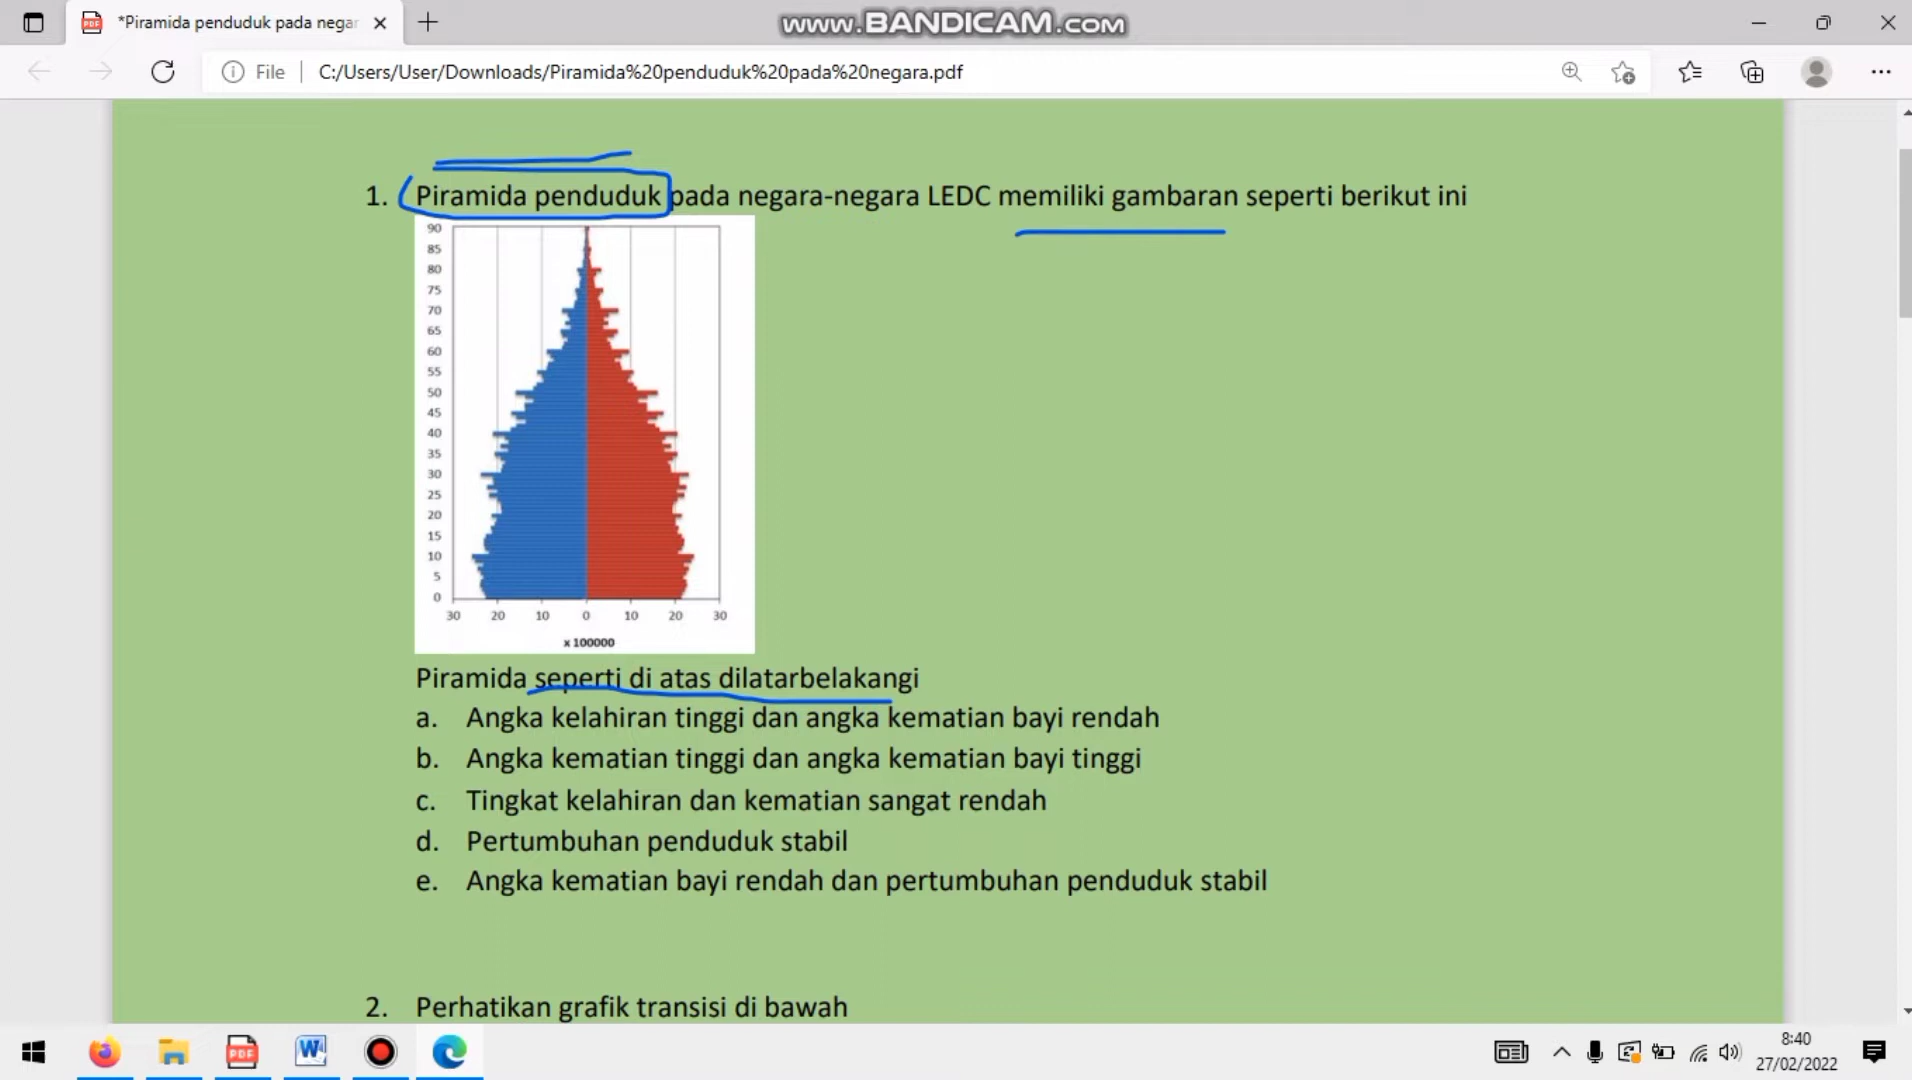 *Piramida penduduk pada negar
www.BANDICAM.com
File
C:/Users/User/Downloads/Piramida%20penduduk%20pada%20negara.pdf
1. Piramida penduduk pada negara-negara LEDC memiliki gambaran seperti berikut ini
90
85
80
75
70
65
60
55
50
45
40
35
30
25
20
15
10
5
0
30 20 10 0 10 20 30
x 100000
Piramida seperti di atas dilatarbelakangi
a. Angka kelahiran tinggi dan angka kematian bayi rendah
b. Angka kematian tinggi dan angka kematian bayi tinggi
c. Tingkat kelahiran dan kematian sangat rendah
d. Pertumbuhan penduduk stabil
e. Angka kematian bayi rendah dan pertumbuhan penduduk stabil
2. Perhatikan grafik transisi di bawah
8:40
27/02/2022